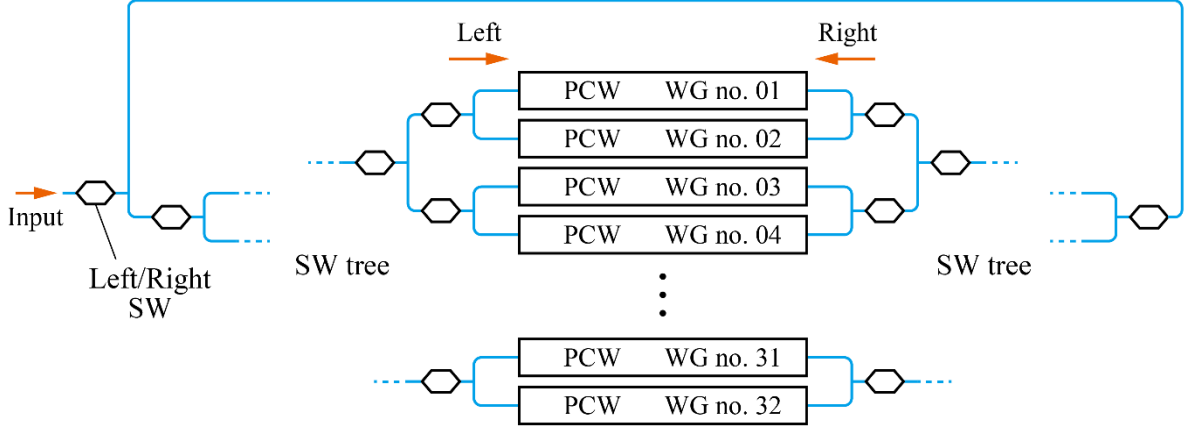 Left
Right
PCW WG no. 01
PCW WG no. 02
PCW WG no. 03
PCW WG no. 04
Input
Left/Right
SW
SW tree
SW tree
PCW WG no. 31
PCW WG no. 32